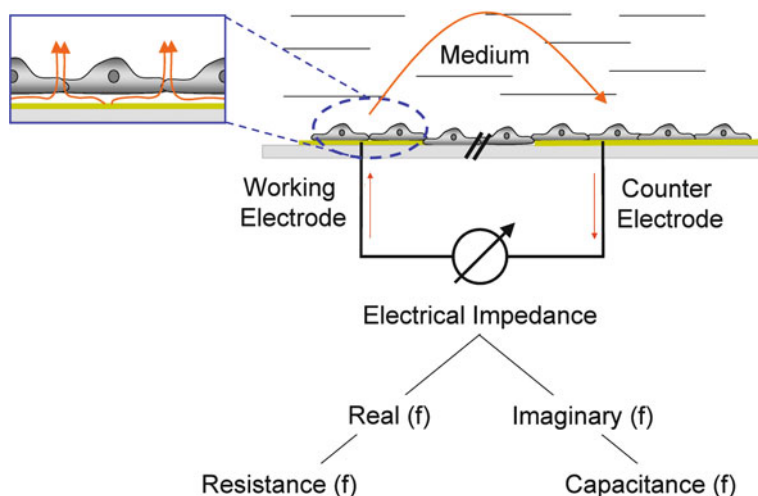 Medium
Working
Electrode
Counter
Electrode
Electrical Impedance
Real (f)
Imaginary (f)
Resistance (f)
Capacitance (f)